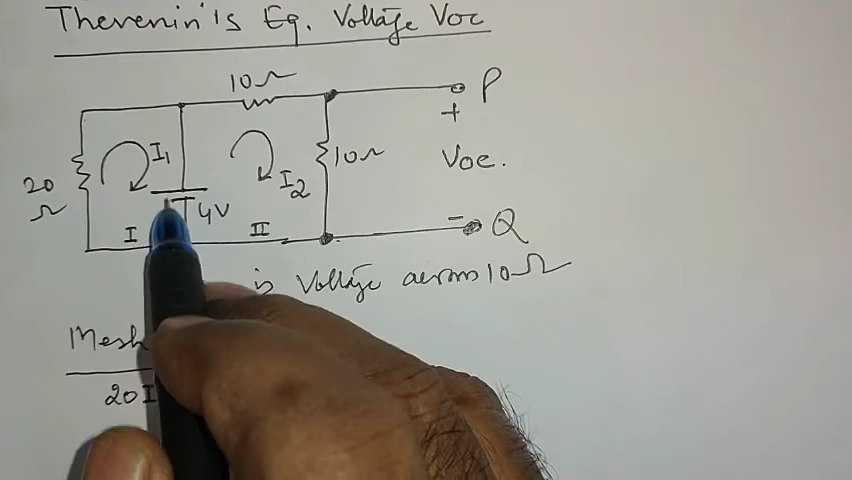 Thevenin's Eq. Voltage Voc
10Ω P
+
20 Ω I1 I2 10Ω Voc.
4V
I II - Q
is Voltage across 10Ω
Mesh
20I